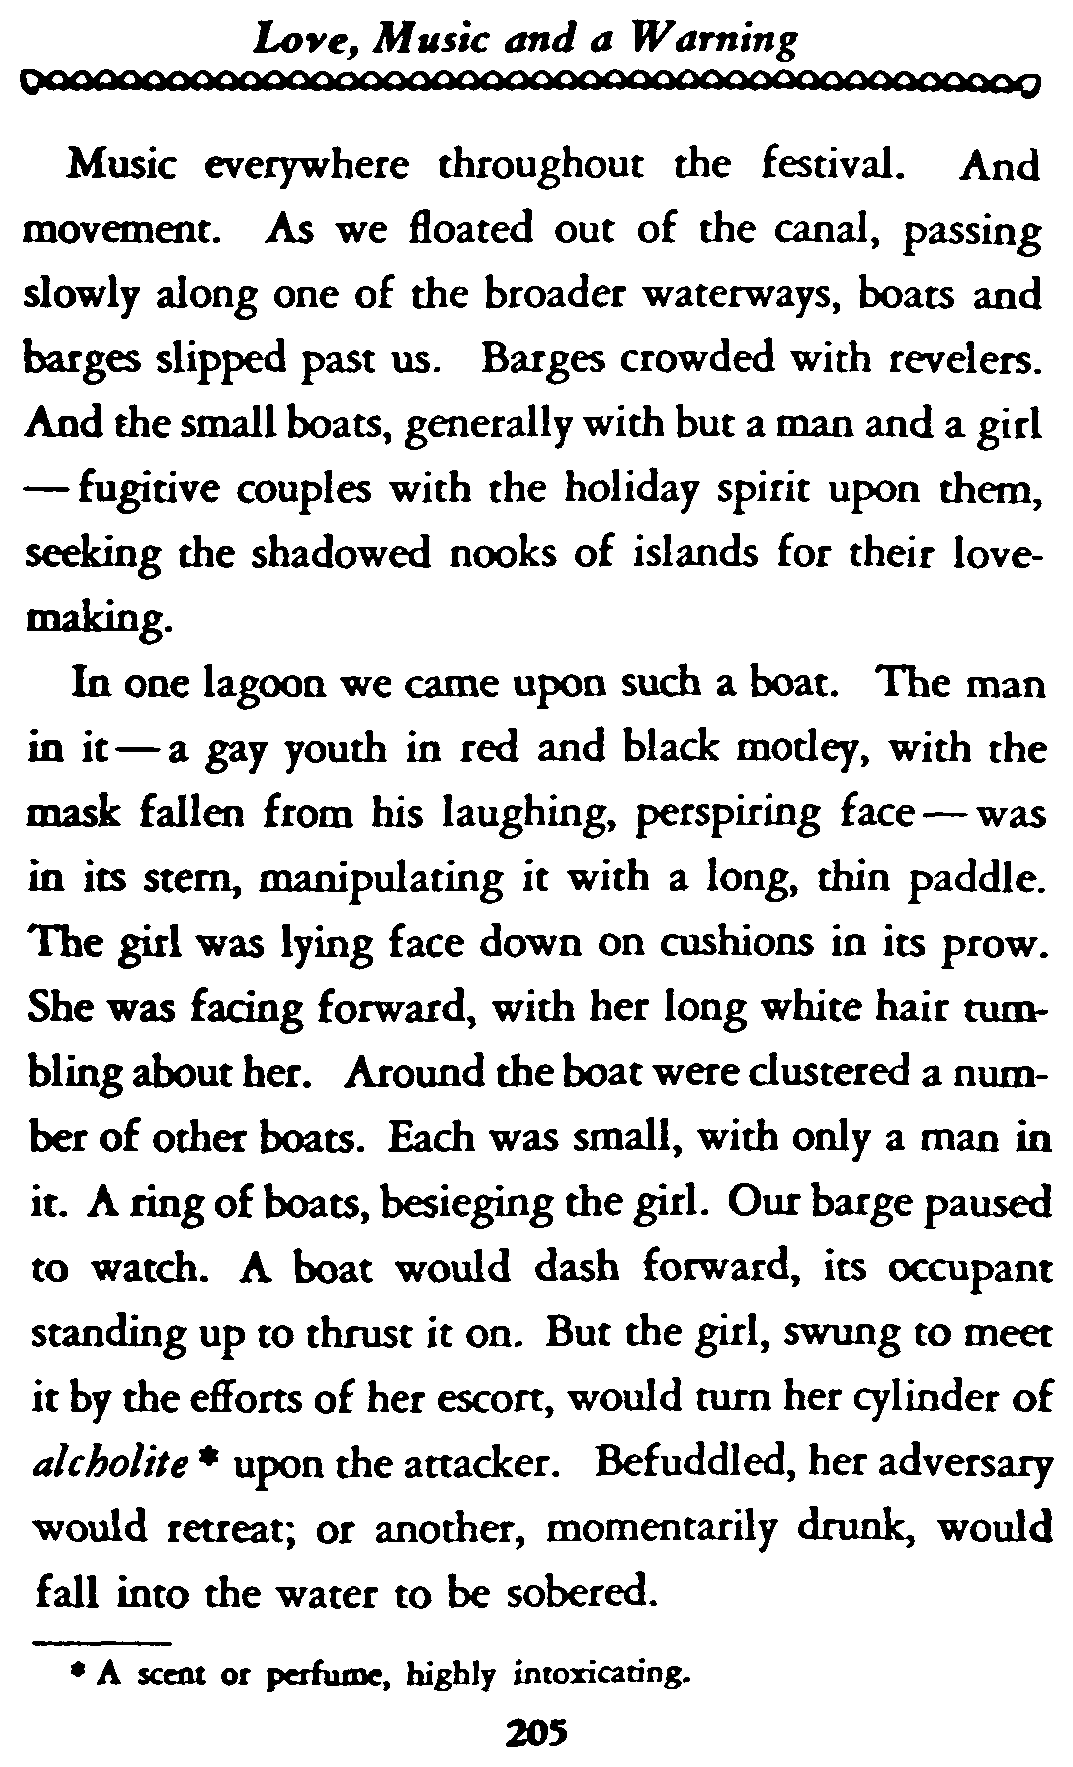 Love, Music and a Warning
Music everywhere throughout the festival. And
movement. As we floated out of the canal, passing
slowly along one of the broader waterways, boats and
barges slipped past us. Barges crowded with revelers.
And the small boats, generally with but a man and a girl
— fugitive couples with the holiday spirit upon them,
seeking the shadowed nooks of islands for their love-
making.
In one lagoon we came upon such a boat. The man
in it — a gay youth in red and black motley, with the
mask fallen from his laughing, perspiring face — was
in its stern, manipulating it with a long, thin paddle.
The girl was lying face down on cushions in its prow.
She was facing forward, with her long white hair tum-
bling about her. Around the boat were clustered a num-
ber of other boats. Each was small, with only a man in
it. A ring of boats, besieging the girl. Our barge paused
to watch. A boat would dash forward, its occupant
standing up to thrust it on. But the girl, swung to meet
it by the efforts of her escort, would turn her cylinder of
alcholite * upon the attacker. Befuddled, her adversary
would retreat; or another, momentarily drunk, would
fall into the water to be sobered.
* A scent or perfume, highly intoxicating.
205